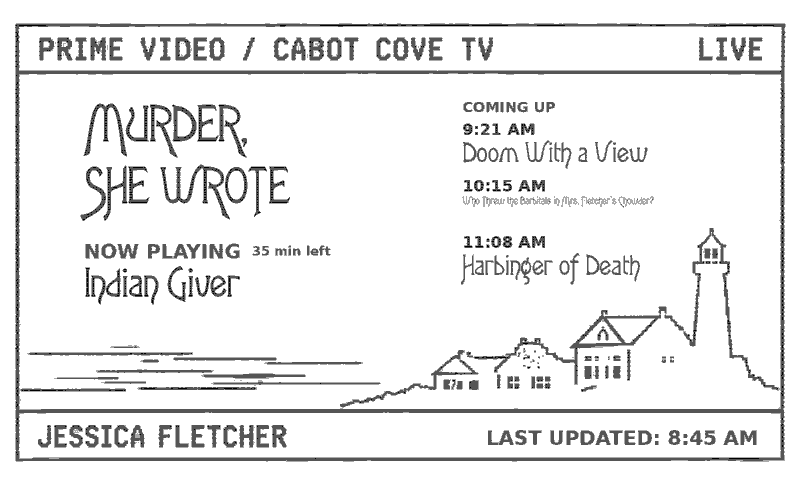 PRIME VIDEO / CABOT COVE TV
LIVE
MURDER,
SHE WROTE
NOW PLAYING 35 min left
Indian Giver
COMING UP
9:21 AM
Doom With a View
10:15 AM
Who Threw the Barbitals in Mrs. Fletcher's Chowder?
11:08 AM
Harbinger of Death
JESSICA FLETCHER
LAST UPDATED: 8:45 AM